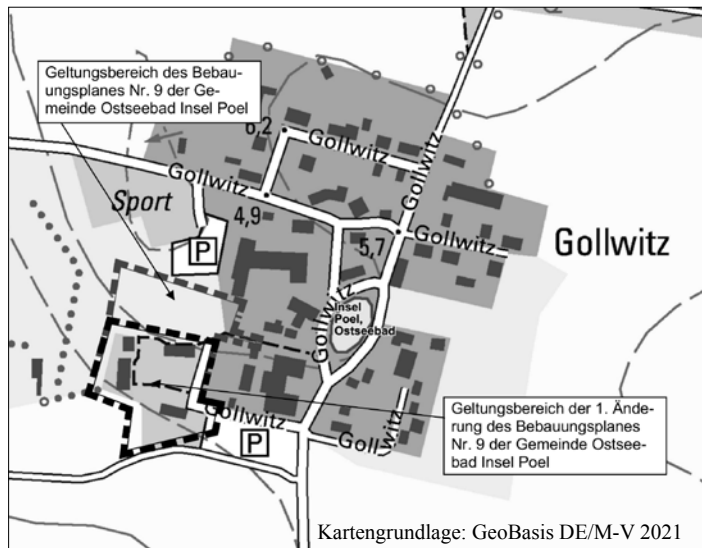 Geltungsbereich des Bebau-
ungsplanes Nr. 9 der Ge-
meinde Ostseebad Insel Poel
6,2
Gollwitz
Gollwitz
Gollwitz
Sport
4,9
P
5,7
Gollwitz
Gollwitz
Gollwitz
Insel
Poel,
Ostseebad
Gollwitz
P
Gollwitz
Geltungsbereich der 1. Ände-
rung des Bebauungsplanes
Nr. 9 der Gemeinde Ostsee-
bad Insel Poel
Kartengrundlage: GeoBasis DE/M-V 2021